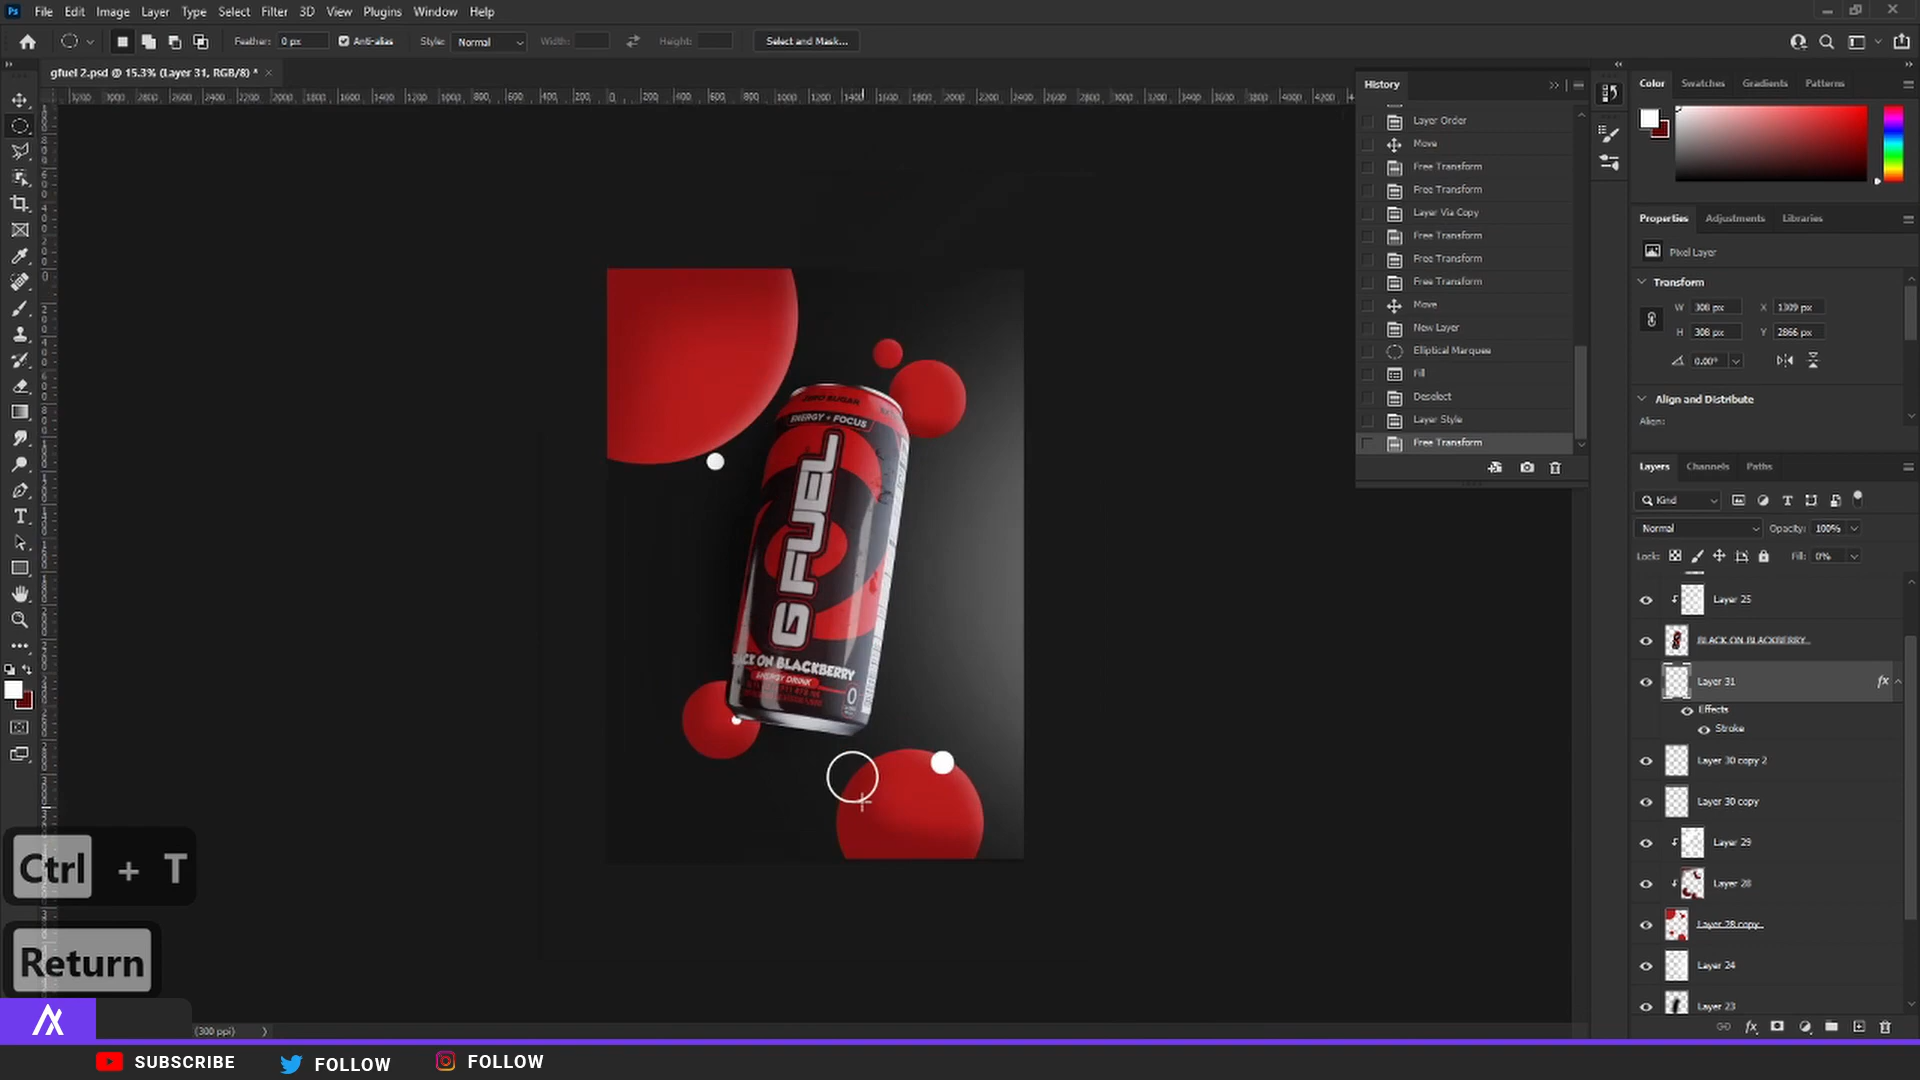 Ps File Edit Image Layer Type Select Filter 3D View Plugins Window Help
Feather: 0 px Anti-alias Style: Normal Width: Height: Select and Mask...
gfuel 2.psd @ 15.3% (Layer 31, RGB/8) * ×
History
Layer Order
Move
Free Transform
Free Transform
Layer Via Copy
Free Transform
Free Transform
Free Transform
Move
New Layer
Elliptical Marquee
Fill
Deselect
Layer Style
Free Transform
Color Swatches Gradients Patterns
Properties Adjustments Libraries
Pixel Layer
Transform
W 308 px X 1309 px
H 308 px Y 2866 px
0.00°
Align and Distribute
Align:
Layers Channels Paths
Kind
Normal Opacity: 100%
Lock: Fill: 0%
Layer 25
BLACK ON BLACKBERRY
Layer 31 fx
Effects
Stroke
Layer 30 copy 2
Layer 30 copy
Layer 29
Layer 28
Layer 28 copy
Layer 24
Layer 23
ZERO SUGAR
ENERGY + FOCUS
G FUEL
ACK ON BLACKBERRY
ENERGY DRINK
0
Ctrl + T
Return
(300 ppi)
SUBSCRIBE FOLLOW FOLLOW